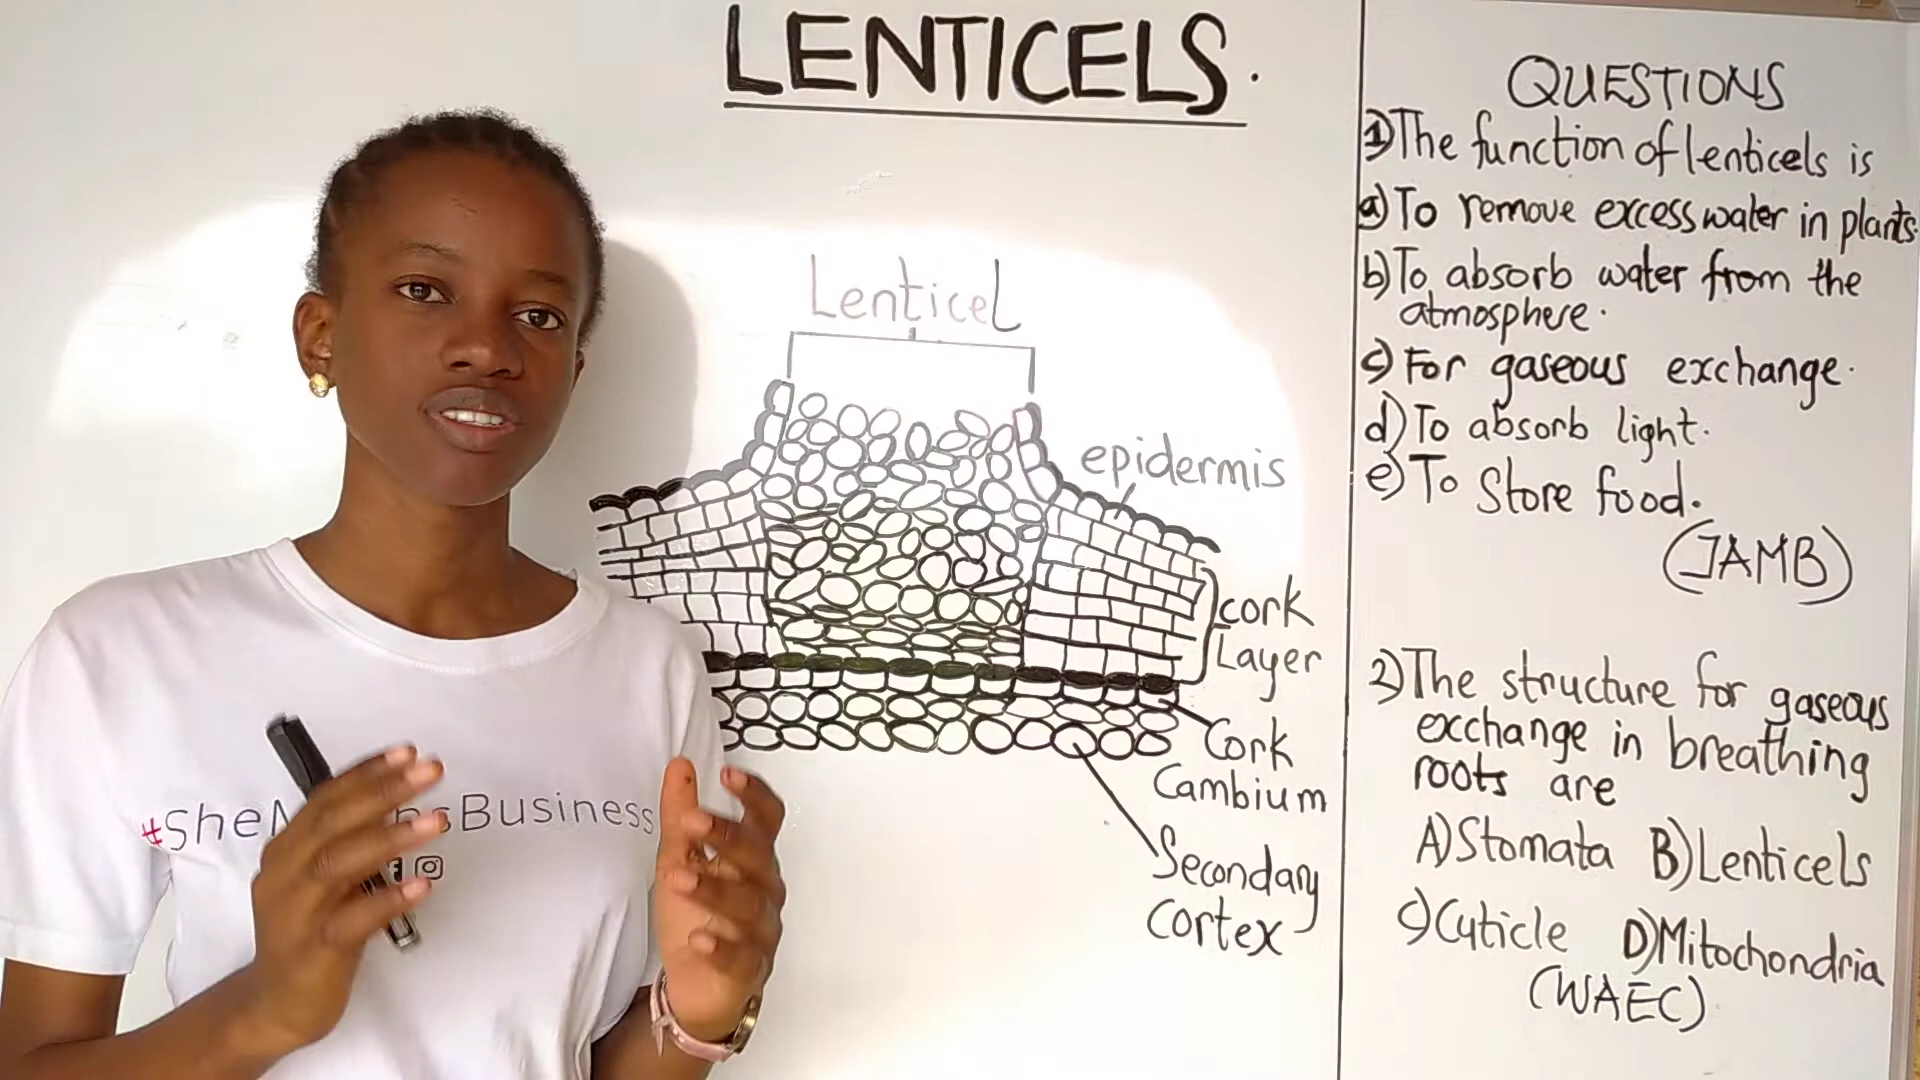 LENTICELS.
Lenticel
epidermis
cork
Layer
Cork
Cambium
Secondary
Cortex
#She
sBusiness
QUESTIONS
1) The function of lenticels is
a) To remove excess water in plants.
b) To absorb water from the
atmosphere.
c) For gaseous exchange.
d) To absorb light.
e) To Store food.
(JAMB)
2) The structure for gaseous
exchange in breathing
roots are
A) Stomata B) Lenticels
C) Cuticle D) Mitochondria
(WAEC)